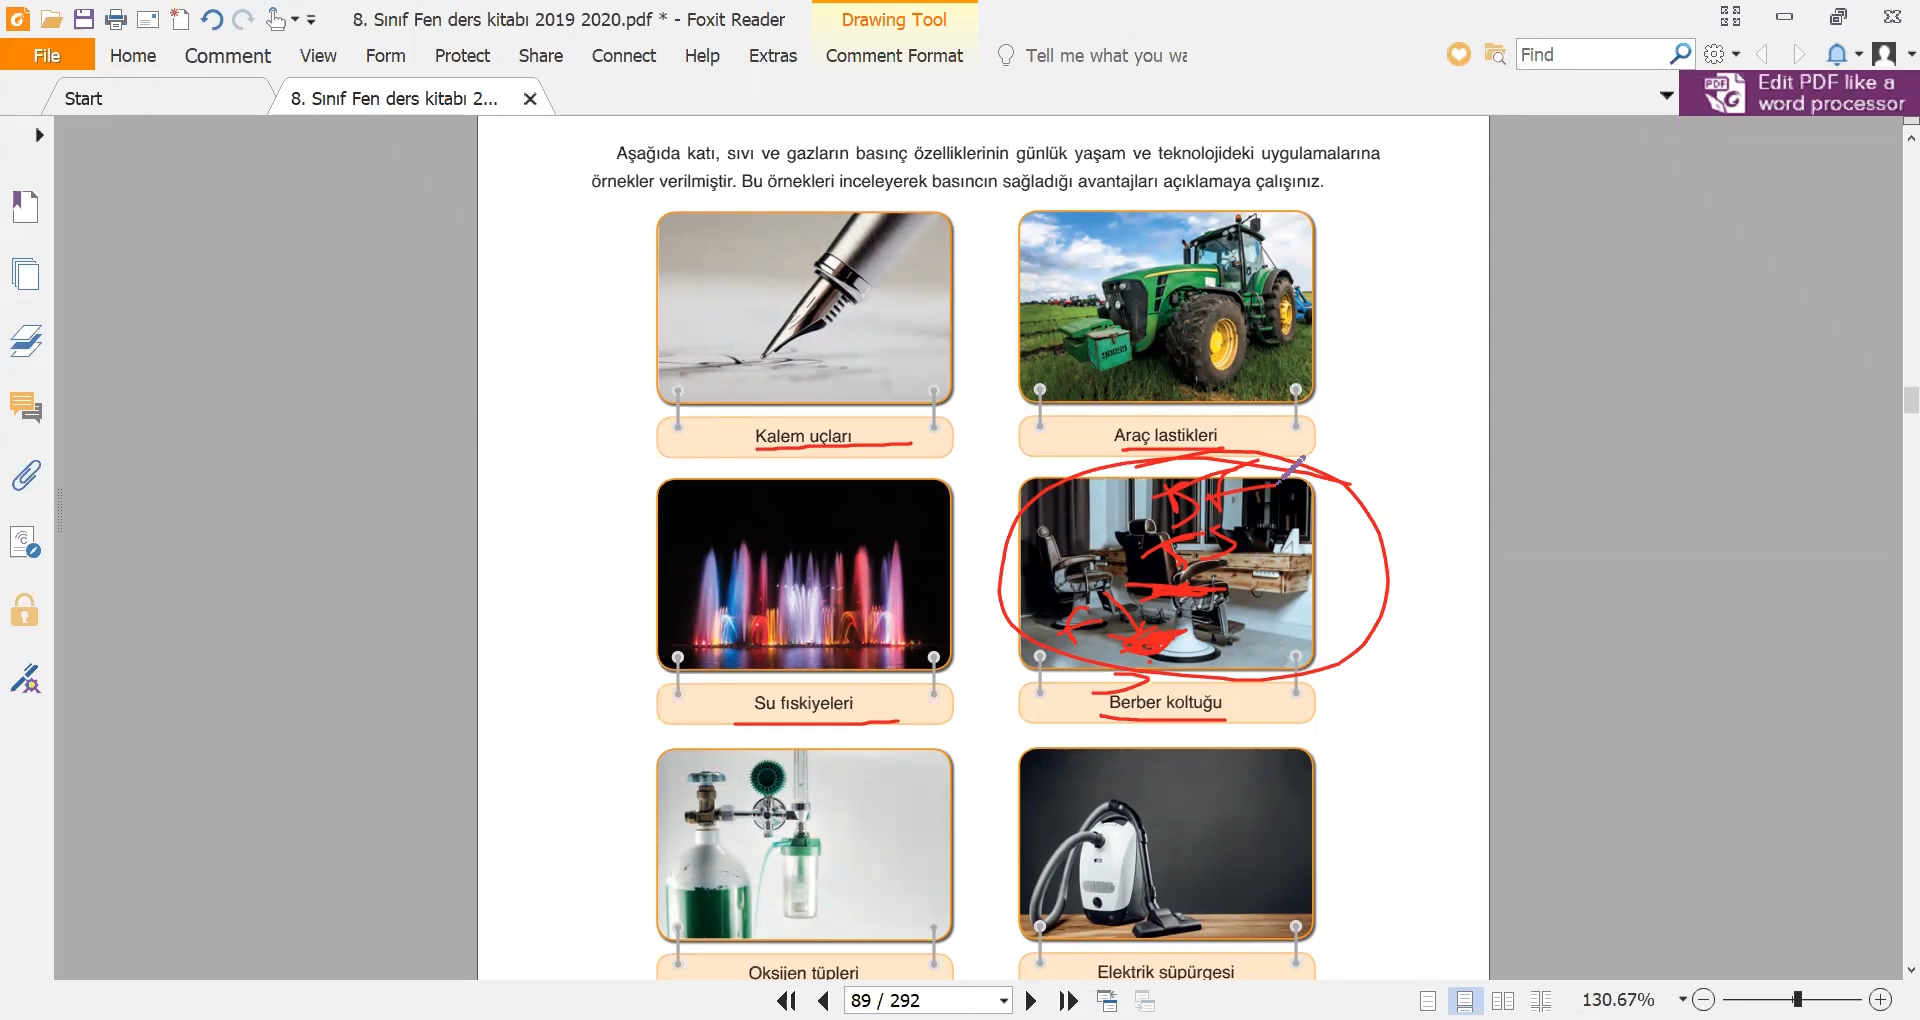 8. Sınıf Fen ders kitabı 2019 2020.pdf * - Foxit Reader
Drawing Tool
File Home Comment View Form Protect Share Connect Help Extras Comment Format Tell me what you wa
Find
Start
8. Sınıf Fen ders kitabı 2...
Edit PDF like a
word processor
Aşağıda katı, sıvı ve gazların basınç özelliklerinin günlük yaşam ve teknolojideki uygulamalarına
örnekler verilmiştir. Bu örnekleri inceleyerek basıncın sağladığı avantajları açıklamaya çalışınız.
Kalem uçları
Araç lastikleri
Su fıskiyeleri
Berber koltuğu
Oksijen tüpleri
Elektrik süpürgesi
89 / 292
130.67%